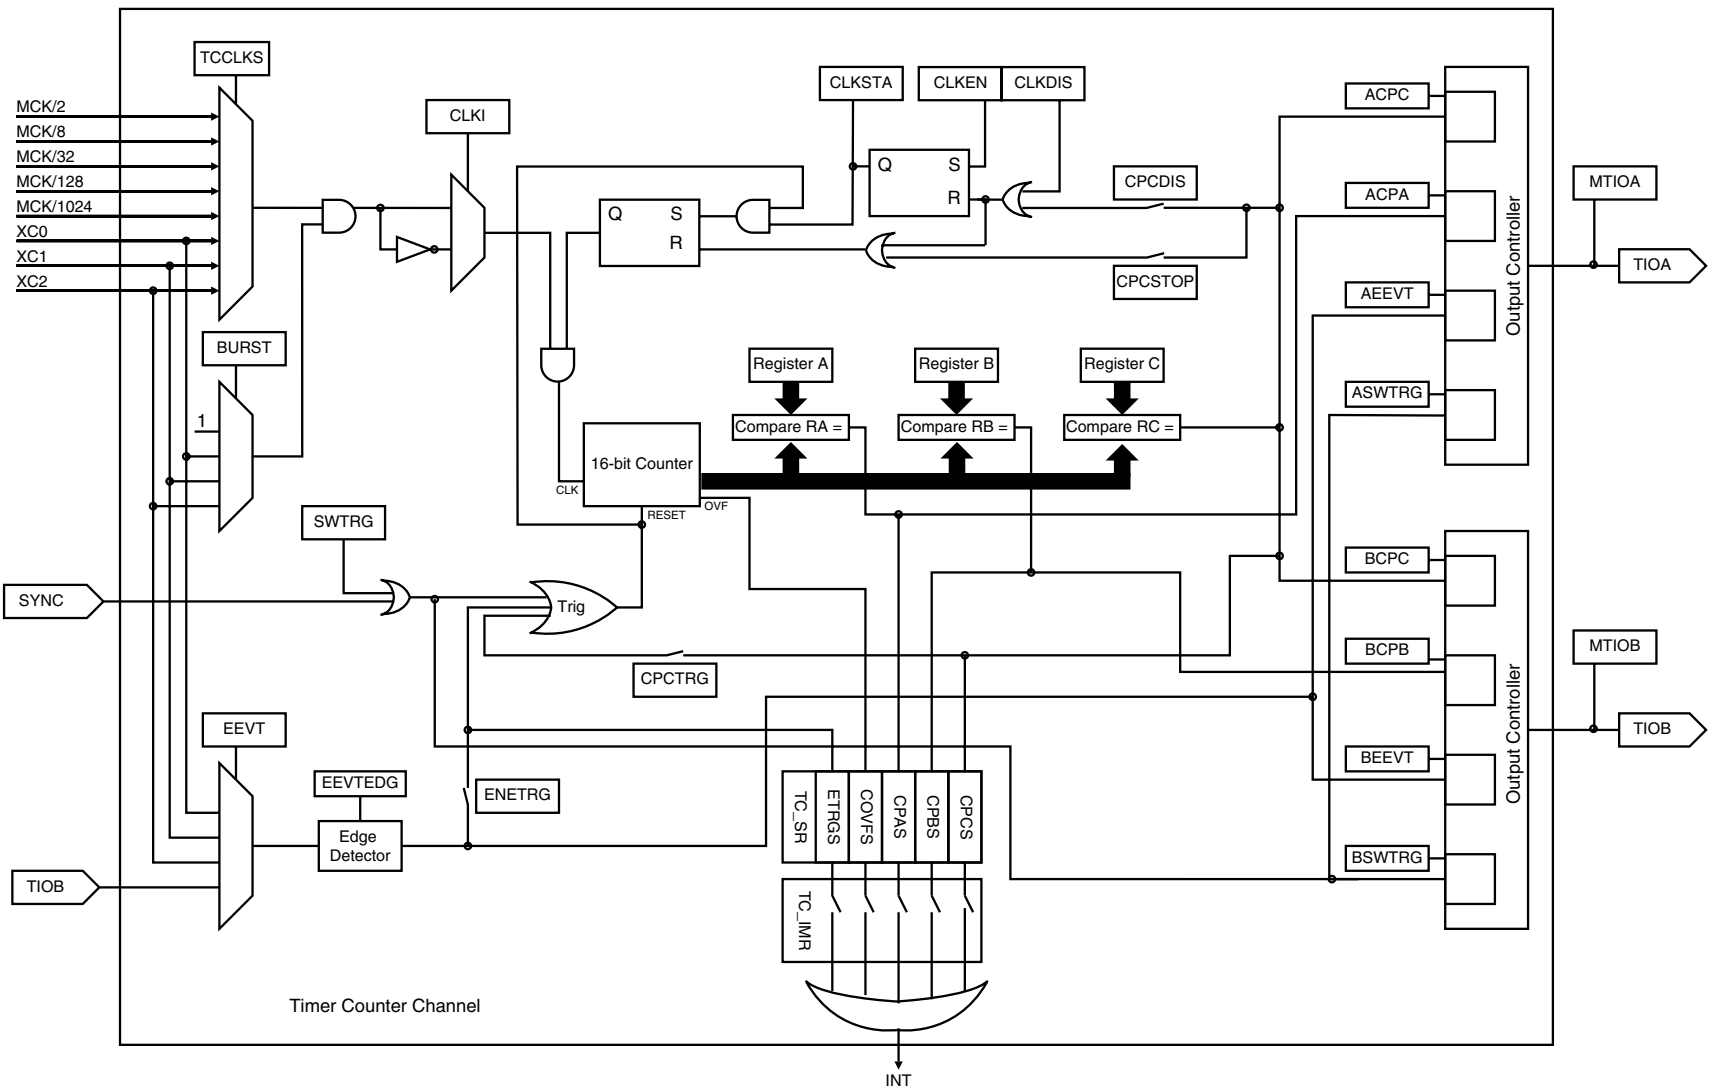 TCCLKS
MCK/2
MCK/8
MCK/32
MCK/128
MCK/1024
XC0
XC1
XC2
CLKI
CLKSTA
CLKEN
CLKDIS
Q
S
R
Q
S
R
CPCDIS
CPCSTOP
ACPC
ACPA
AEEVT
ASWTRG
Output Controller
MTIOA
TIOA
BURST
1
Register A
Register B
Register C
Compare RA =
Compare RB =
Compare RC =
16-bit Counter
CLK
RESET
OVF
SWTRG
SYNC
Trig
CPCTRG
BCPC
BCPB
BEEVT
BSWTRG
Output Controller
MTIOB
TIOB
EEVT
EEVTEDG
Edge
Detector
ENETRG
TIOB
TC_SR
ETRGS
COVFS
CPAS
CPBS
CPCS
TC_IMR
Timer Counter Channel
INT